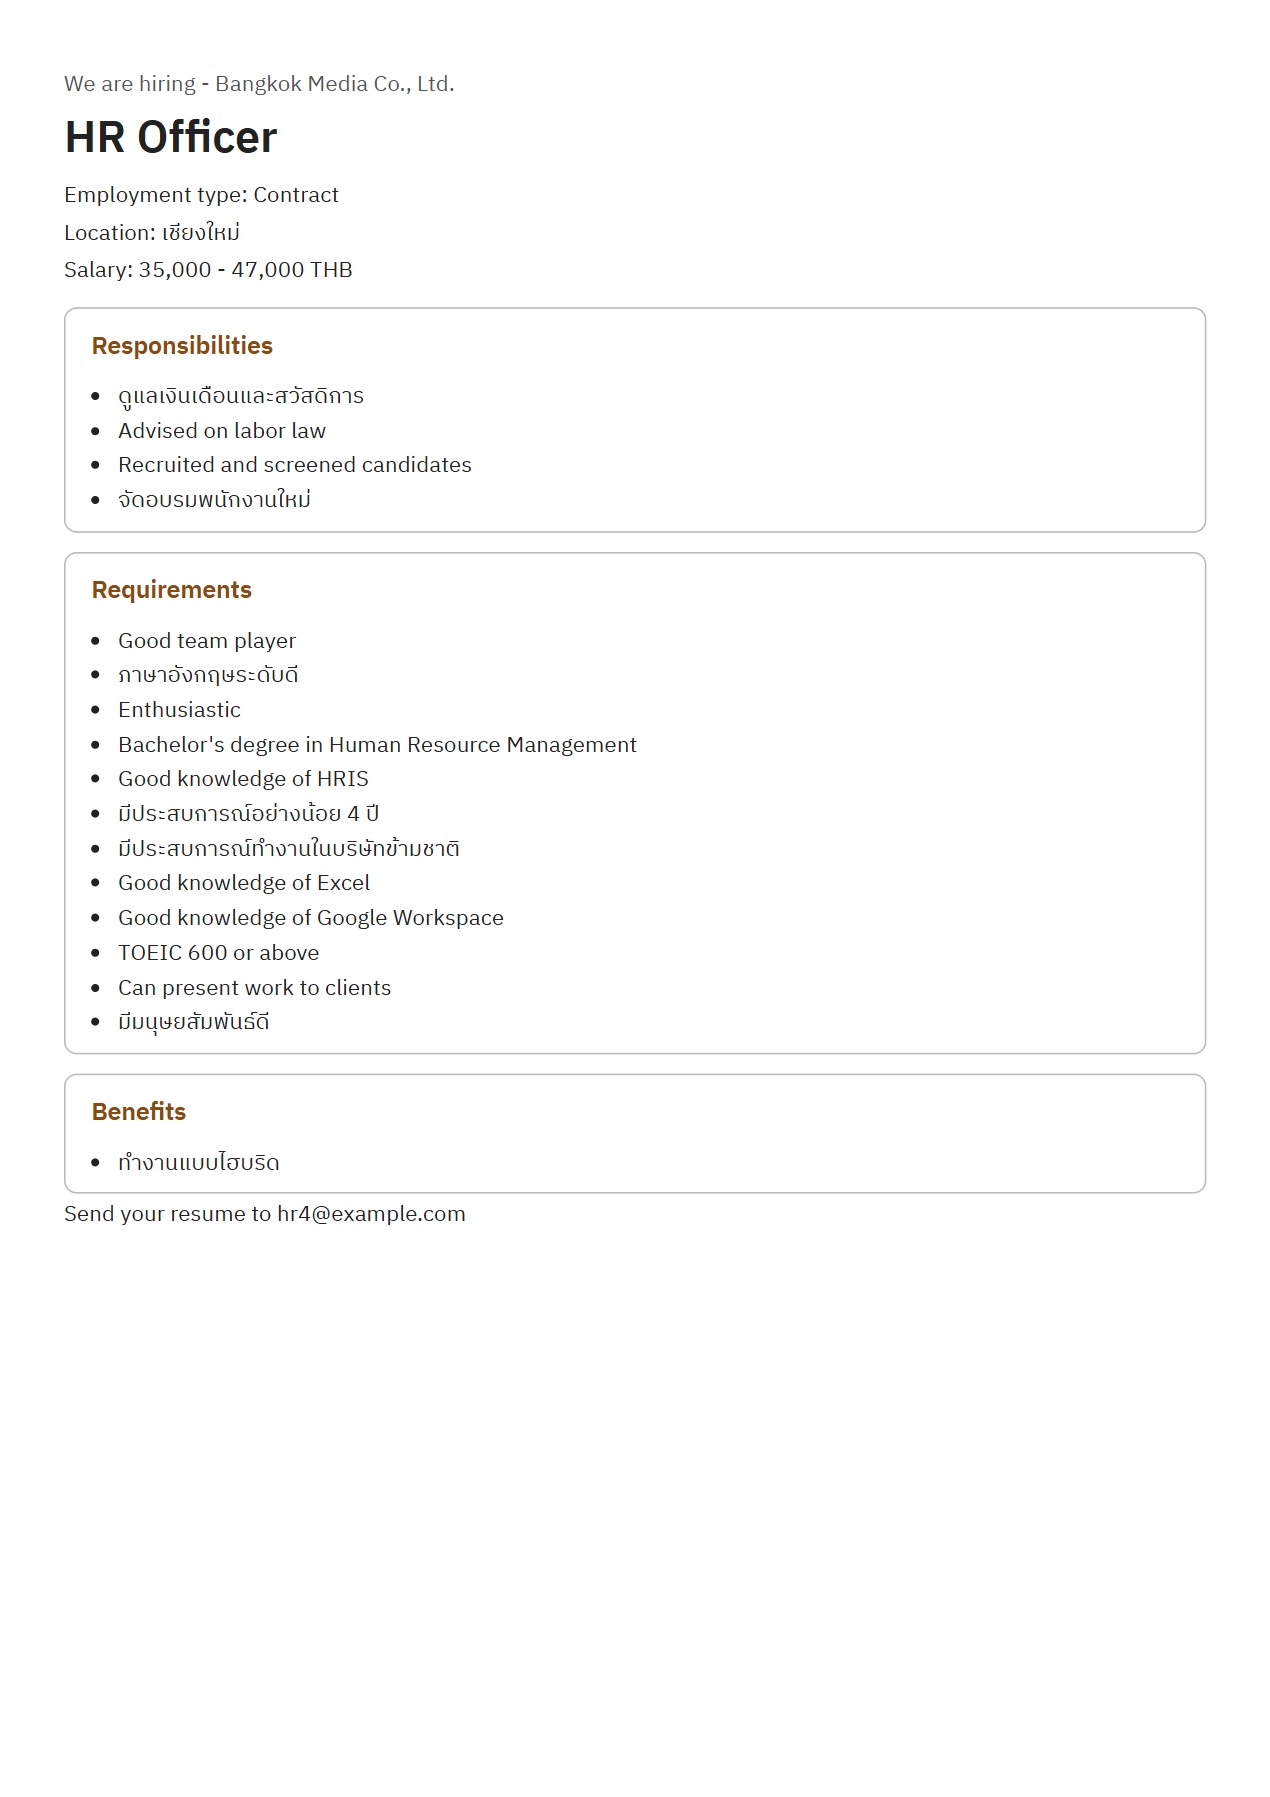 We are hiring - Bangkok Media Co., Ltd.
HR Officer
Employment type: Contract
Location: เชียงใหม่
Salary: 35,000 - 47,000 THB
Responsibilities
• ดูแลเงินเดือนและสวัสดิการ
• Advised on labor law
• Recruited and screened candidates
• จัดอบรมพนักงานใหม่
Requirements
• Good team player
• ภาษาอังกฤษระดับดี
• Enthusiastic
• Bachelor's degree in Human Resource Management
• Good knowledge of HRIS
• มีประสบการณ์อย่างน้อย 4 ปี
• มีประสบการณ์ทำงานในบริษัทข้ามชาติ
• Good knowledge of Excel
• Good knowledge of Google Workspace
• TOEIC 600 or above
• Can present work to clients
• มีมนุษยสัมพันธ์ดี
Benefits
• ทำงานแบบไฮบริด
Send your resume to hr4@example.com